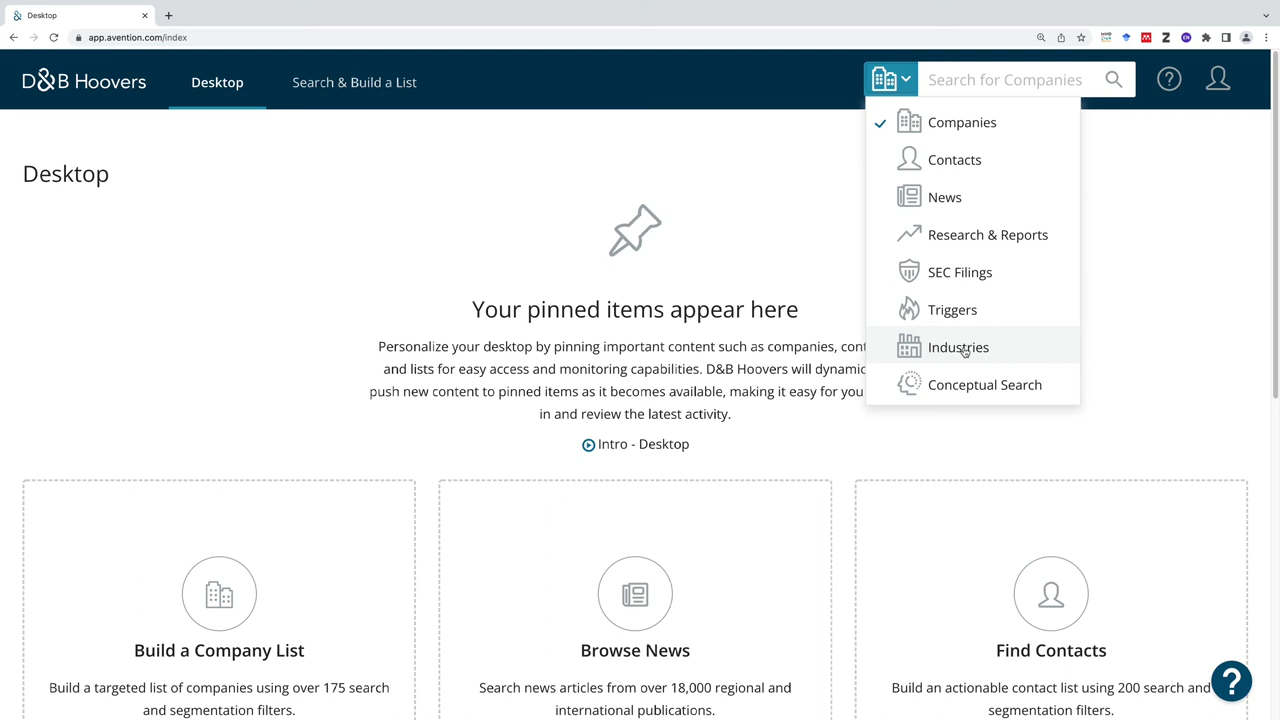 Desktop
app.avention.com/index
D&B Hoovers
Desktop
Search & Build a List
Search for Companies
Companies
Contacts
News
Research & Reports
SEC Filings
Triggers
Industries
Conceptual Search
Desktop
Your pinned items appear here
Personalize your desktop by pinning important content such as companies, cont
and lists for easy access and monitoring capabilities. D&B Hoovers will dynamic
push new content to pinned items as it becomes available, making it easy for you
in and review the latest activity.
Intro - Desktop
Build a Company List
Build a targeted list of companies using over 175 search
and segmentation filters.
Browse News
Search news articles from over 18,000 regional and
international publications.
Find Contacts
Build an actionable contact list using 200 search and
segmentation filters.
?